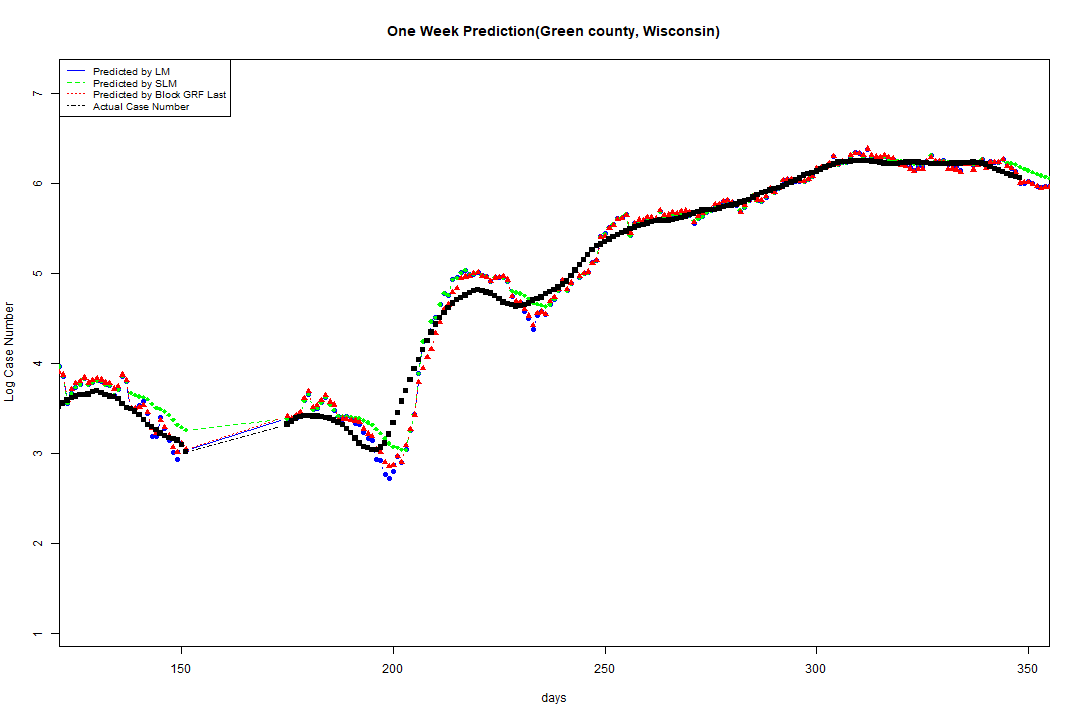 One Week Prediction(Green county, Wisconsin)
Predicted by LM
Predicted by SLM
Predicted by Block GRF Last
Actual Case Number
7
6
5
4
3
2
1
Log Case Number
150 200 250 300 350
days